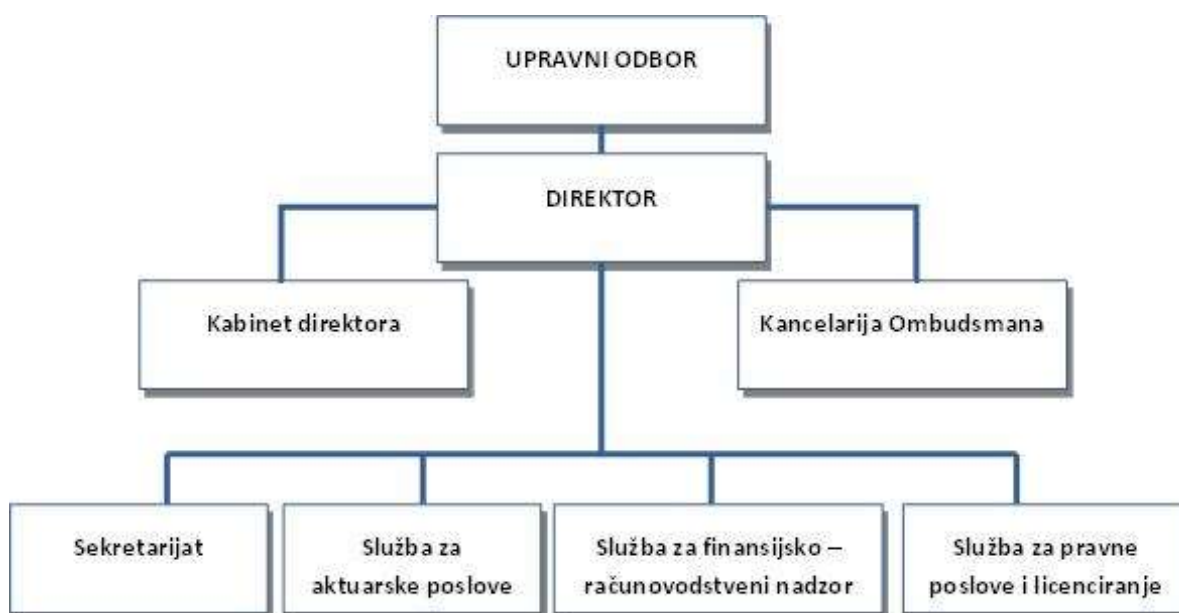 UPRAVNI ODBOR
DIREKTOR
Kabinet direktora
Kancelarija Ombudsmana
Sekretarijat
Služba za
aktuarske poslove
Služba za finansijsko –
računovodstveni nadzor
Služba za pravne
poslove i licenciranje